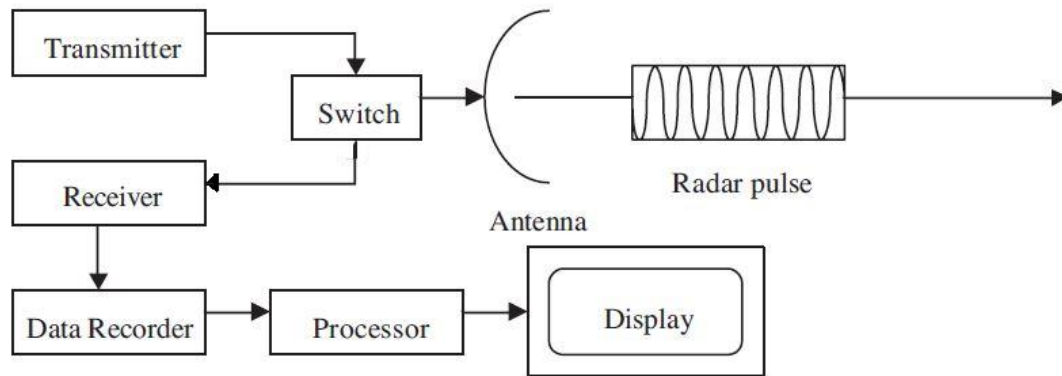 Transmitter
Switch
Receiver
Radar pulse
Antenna
Data Recorder
Processor
Display